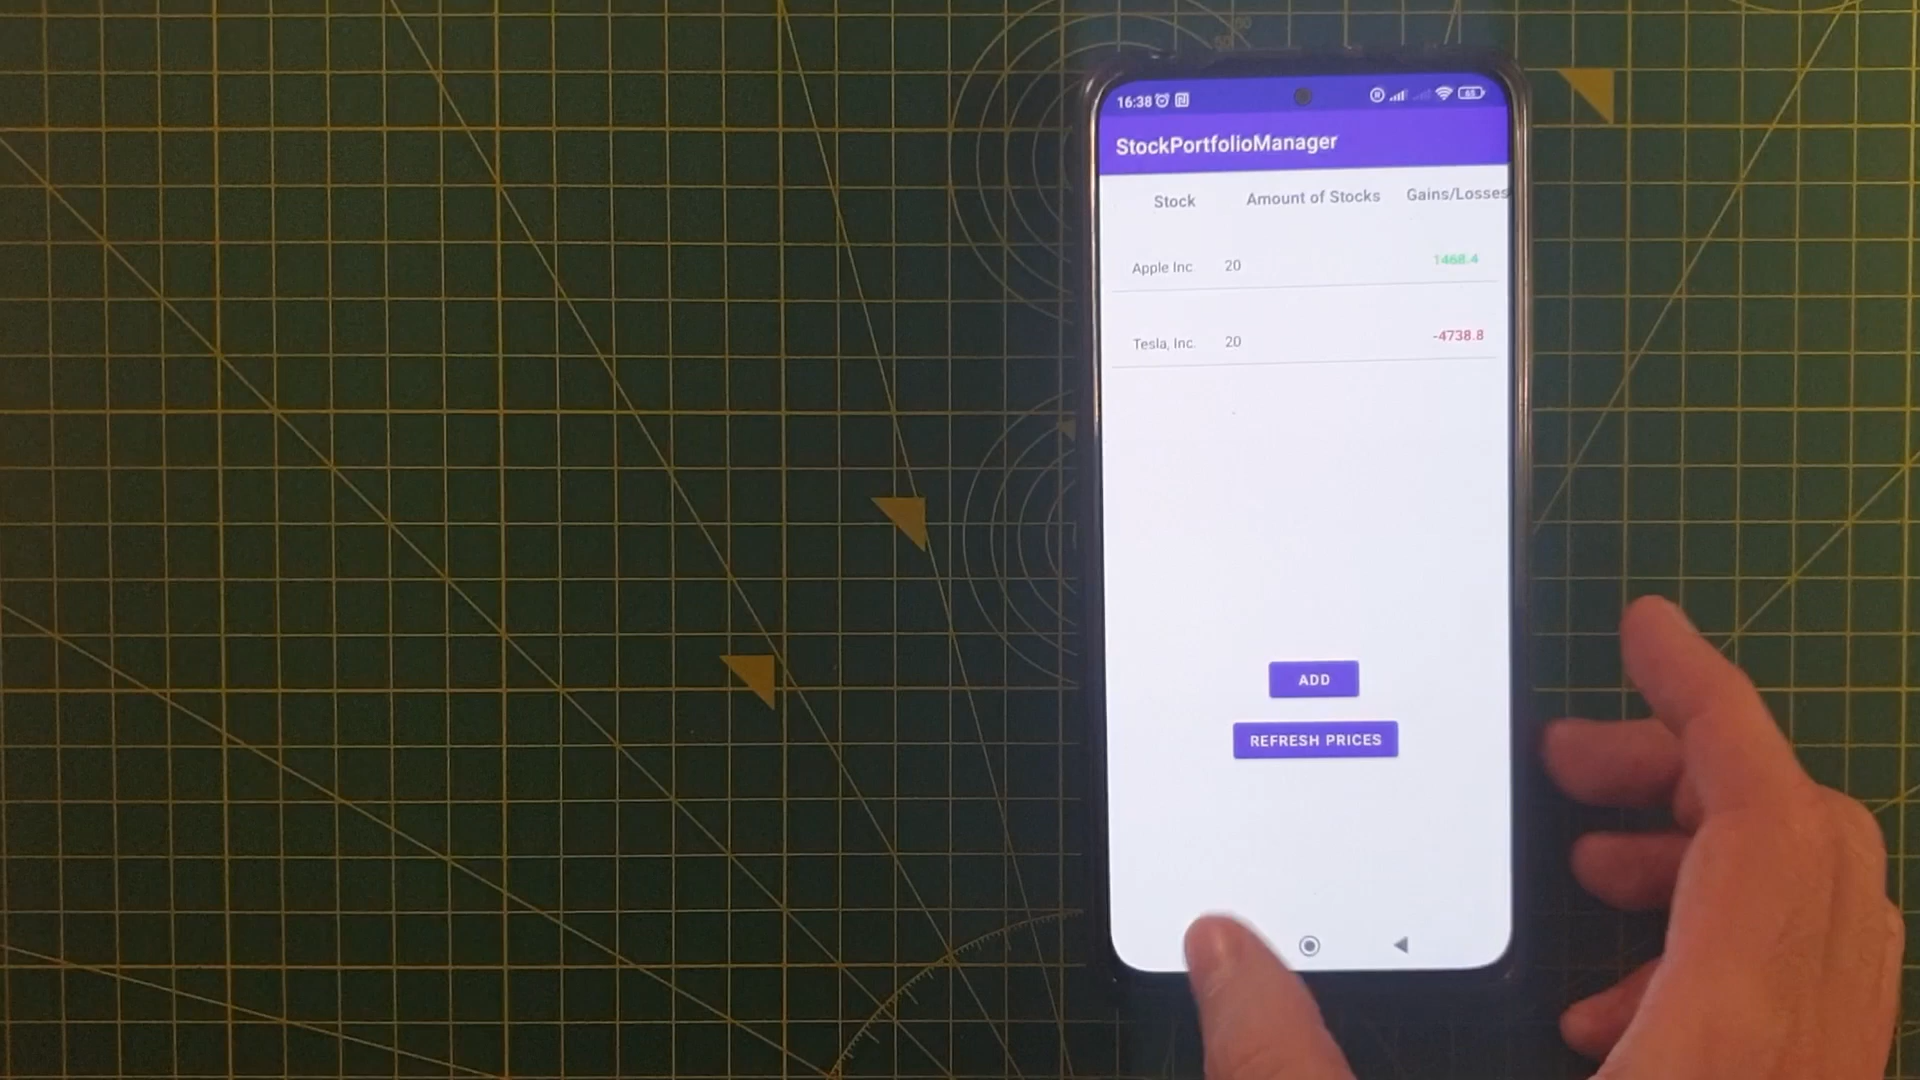 16:38
65
StockPortfolioManager
Stock Amount of Stocks Gains/Losses
Apple Inc 20 1468.4
Tesla, Inc. 20 -4738.8
ADD
REFRESH PRICES